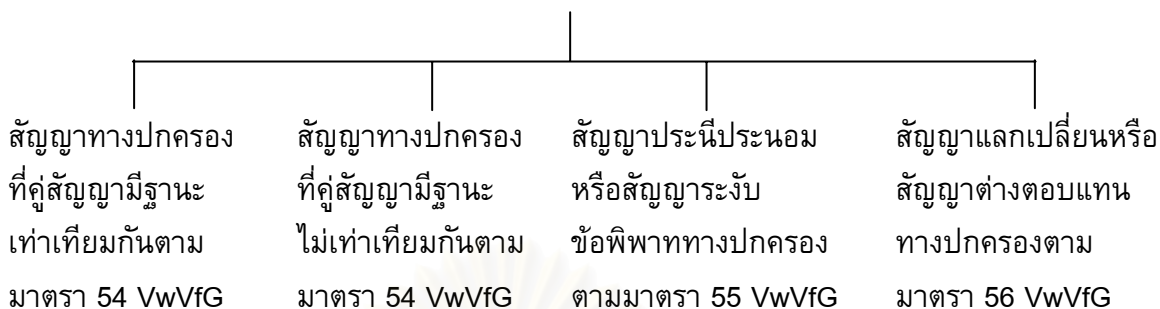 สัญญาทางปกครอง
ที่คู่สัญญามีฐานะ
เท่าเทียมกันตาม
มาตรา 54 VwVfG
สัญญาทางปกครอง
ที่คู่สัญญามีฐานะ
ไม่เท่าเทียมกันตาม
มาตรา 54 VwVfG
สัญญาประนีประนอม
หรือสัญญาระงับ
ข้อพิพาททางปกครอง
ตามมาตรา 55 VwVfG
สัญญาแลกเปลี่ยนหรือ
สัญญาต่างตอบแทน
ทางปกครองตาม
มาตรา 56 VwVfG